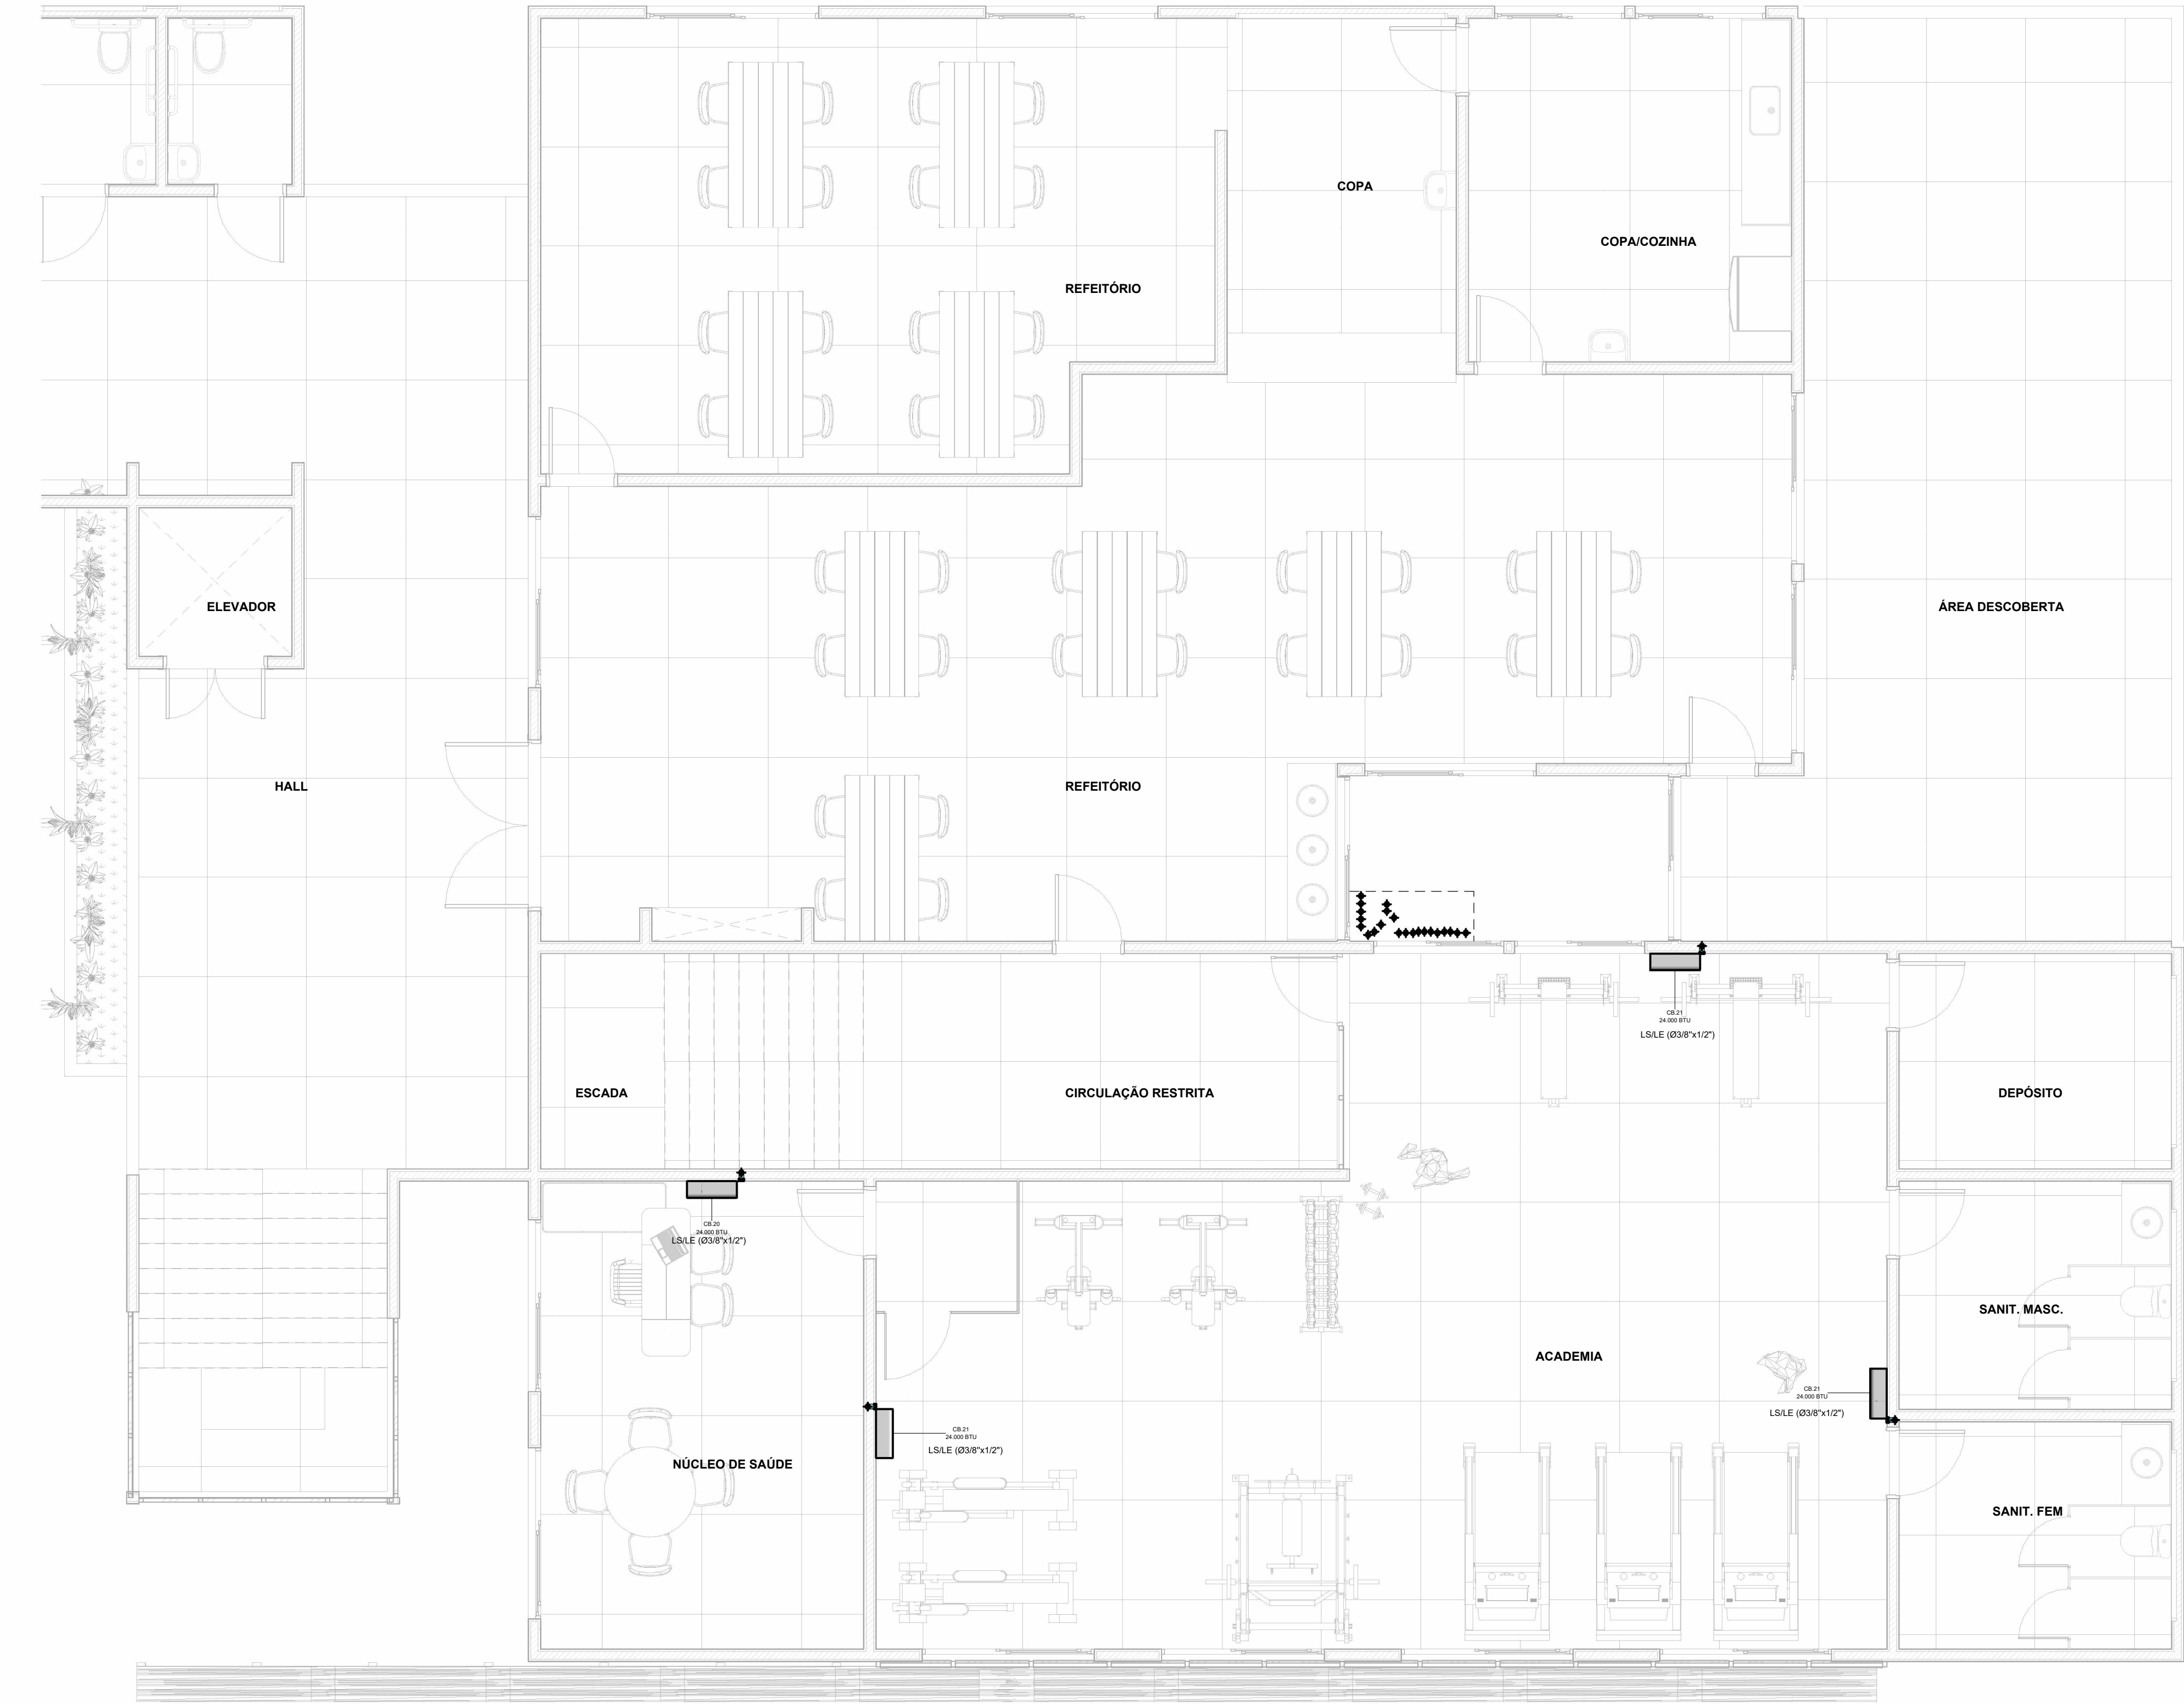 COPA
COPA/COZINHA
REFEITÓRIO
ELEVADOR
ÁREA DESCOBERTA
HALL
REFEITÓRIO
CB.21
24.000 BTU
LS/LE (Ø3/8"x1/2")
ESCADA
CIRCULAÇÃO RESTRITA
DEPÓSITO
CB.20
24.000 BTU
LS/LE (Ø3/8"x1/2")
SANIT. MASC.
ACADEMIA
CB.21
24.000 BTU
LS/LE (Ø3/8"x1/2")
CB.21
24.000 BTU
LS/LE (Ø3/8"x1/2")
NÚCLEO DE SAÚDE
SANIT. FEM